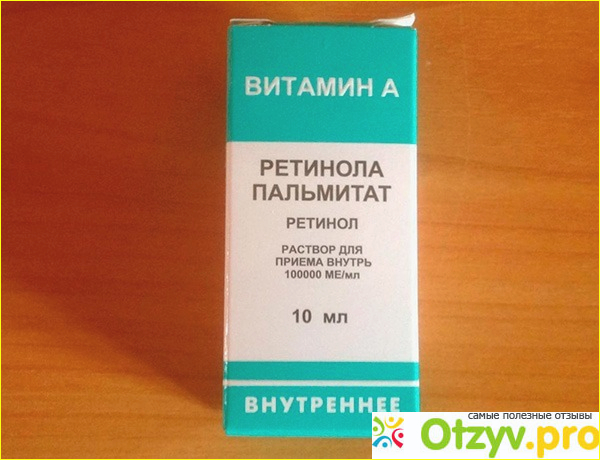 ВИТАМИН А
РЕТИНОЛА
ПАЛЬМИТАТ
РЕТИНОЛ
РАСТВОР ДЛЯ
ПРИЕМА ВНУТРЬ
100000 МЕ/мл
10 мл
ВНУТРЕННЕЕ
самые полезные отзывы
Otzyv.pro